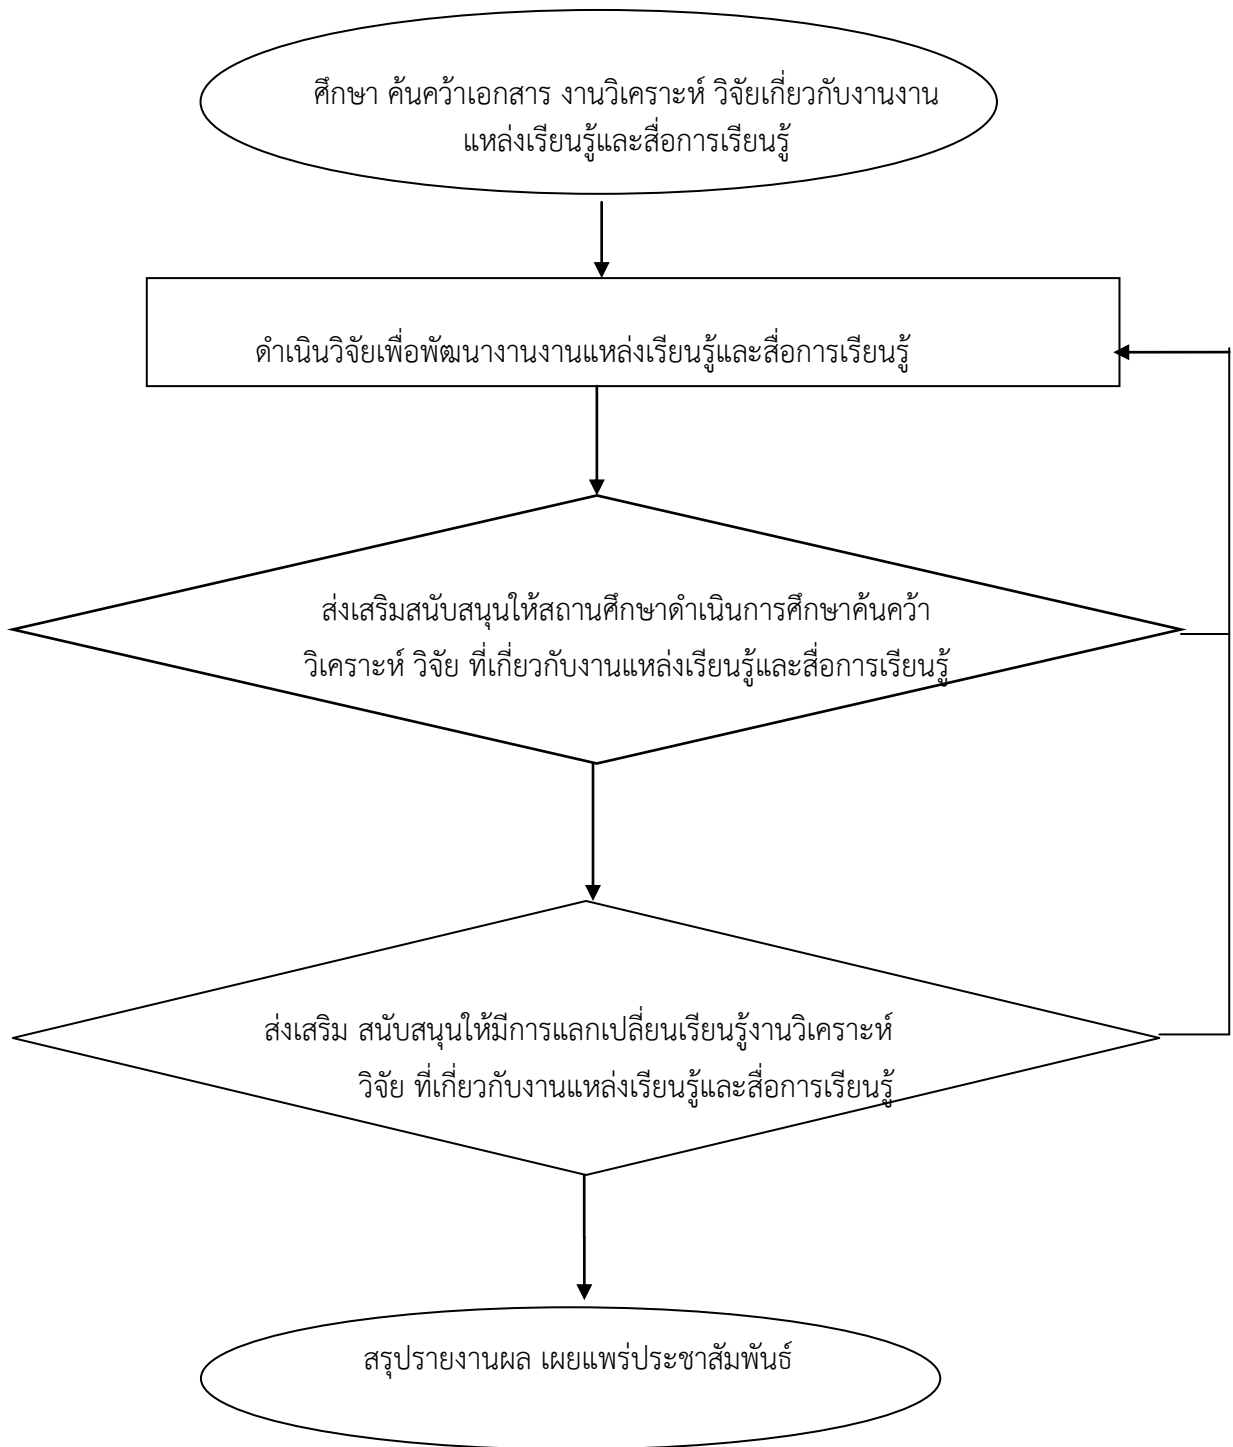 ศึกษา ค้นคว้าเอกสาร งานวิเคราะห์ วิจัยเกี่ยวกับงานงาน
แหล่งเรียนรู้และสื่อการเรียนรู้
ดำเนินวิจัยเพื่อพัฒนางานงานแหล่งเรียนรู้และสื่อการเรียนรู้
ส่งเสริมสนับสนุนให้สถานศึกษาดำเนินการศึกษาค้นคว้า
วิเคราะห์ วิจัย ที่เกี่ยวกับงานแหล่งเรียนรู้และสื่อการเรียนรู้
ส่งเสริม สนับสนุนให้มีการแลกเปลี่ยนเรียนรู้งานวิเคราะห์
วิจัย ที่เกี่ยวกับงานแหล่งเรียนรู้และสื่อการเรียนรู้
สรุปรายงานผล เผยแพร่ประชาสัมพันธ์